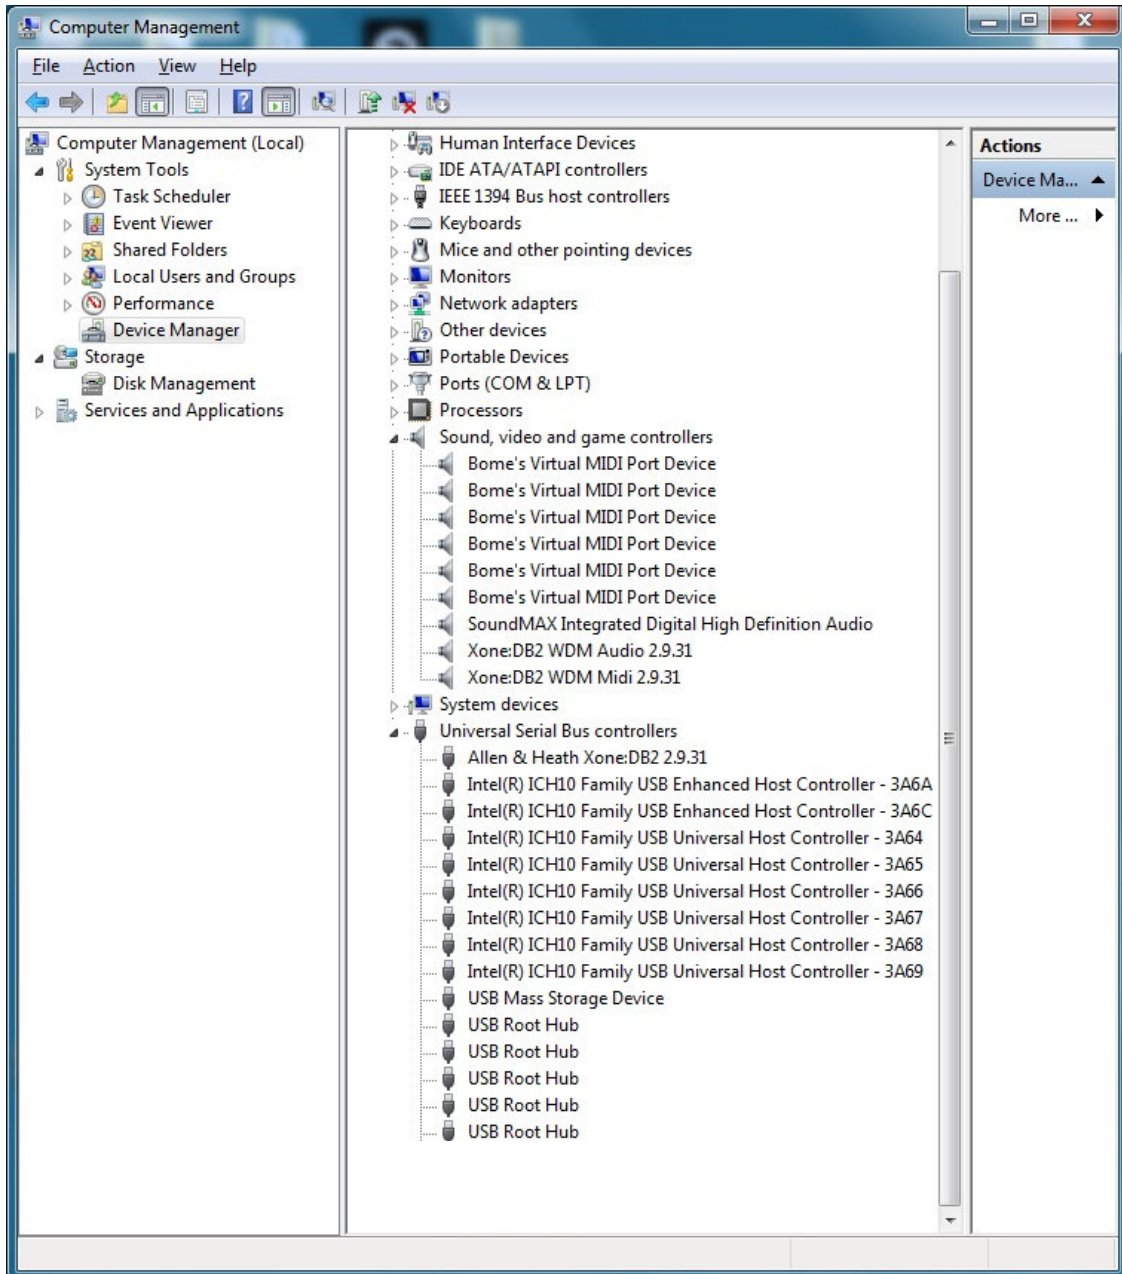 Computer Management
File Action View Help
Computer Management (Local)
System Tools
Task Scheduler
Event Viewer
Shared Folders
Local Users and Groups
Performance
Device Manager
Storage
Disk Management
Services and Applications
Human Interface Devices
IDE ATA/ATAPI controllers
IEEE 1394 Bus host controllers
Keyboards
Mice and other pointing devices
Monitors
Network adapters
Other devices
Portable Devices
Ports (COM & LPT)
Processors
Sound, video and game controllers
Bome's Virtual MIDI Port Device
Bome's Virtual MIDI Port Device
Bome's Virtual MIDI Port Device
Bome's Virtual MIDI Port Device
Bome's Virtual MIDI Port Device
Bome's Virtual MIDI Port Device
SoundMAX Integrated Digital High Definition Audio
Xone:DB2 WDM Audio 2.9.31
Xone:DB2 WDM Midi 2.9.31
System devices
Universal Serial Bus controllers
Allen & Heath Xone:DB2 2.9.31
Intel(R) ICH10 Family USB Enhanced Host Controller - 3A6A
Intel(R) ICH10 Family USB Enhanced Host Controller - 3A6C
Intel(R) ICH10 Family USB Universal Host Controller - 3A64
Intel(R) ICH10 Family USB Universal Host Controller - 3A65
Intel(R) ICH10 Family USB Universal Host Controller - 3A66
Intel(R) ICH10 Family USB Universal Host Controller - 3A67
Intel(R) ICH10 Family USB Universal Host Controller - 3A68
Intel(R) ICH10 Family USB Universal Host Controller - 3A69
USB Mass Storage Device
USB Root Hub
USB Root Hub
USB Root Hub
USB Root Hub
USB Root Hub
Actions
Device Ma...
More ...